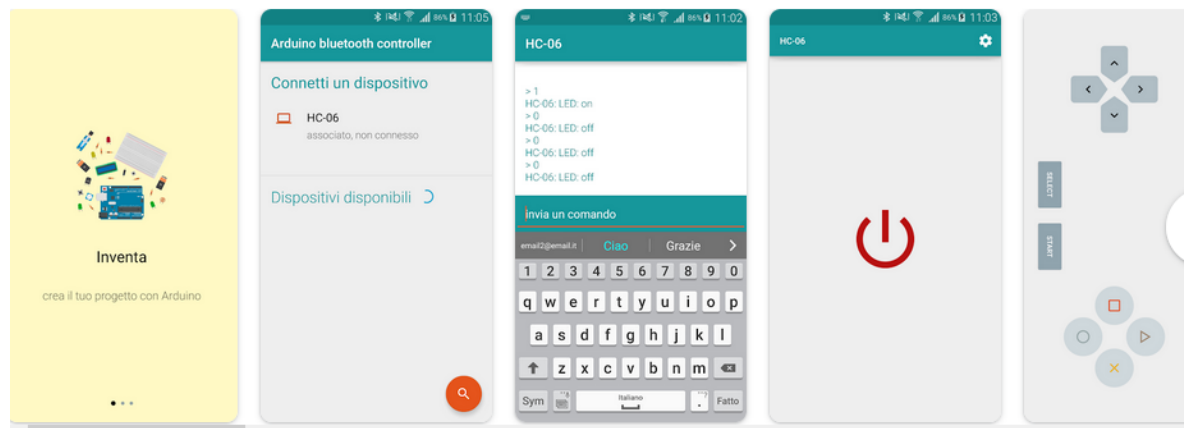 Inventa
crea il tuo progetto con Arduino
86% 11:05
Arduino bluetooth controller
Connetti un dispositivo
HC-06
associato, non connesso
Dispositivi disponibili
86% 11:02
HC-06
> 1
HC-06: LED: on
> 0
HC-06: LED: off
> 0
HC-06: LED: off
> 0
HC-06: LED: off
Invia un comando
email2@email.it Ciao Grazie
1 2 3 4 5 6 7 8 9 0
q w e r t y u i o p
a s d f g h j k l
z x c v b n m
Sym Italiano . Fatto
86% 11:03
HC-06
SELECT
START